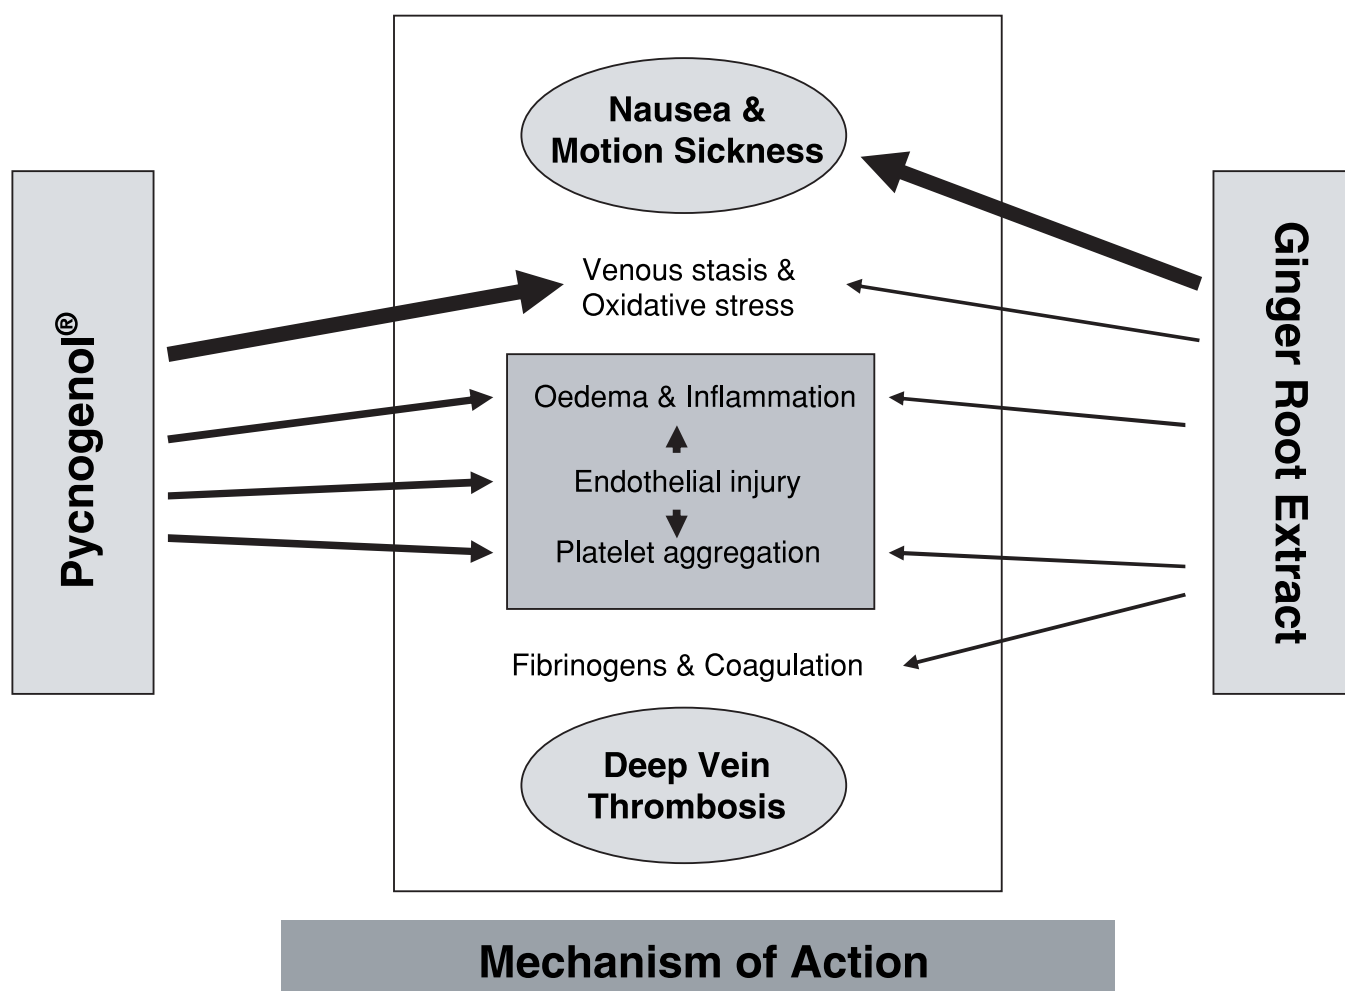 Nausea &
Motion Sickness
Venous stasis &
Oxidative stress
Pycnogenol®
Oedema & Inflammation
Endothelial injury
Platelet aggregation
Ginger Root Extract
Fibrinogens & Coagulation
Deep Vein
Thrombosis
Mechanism of Action